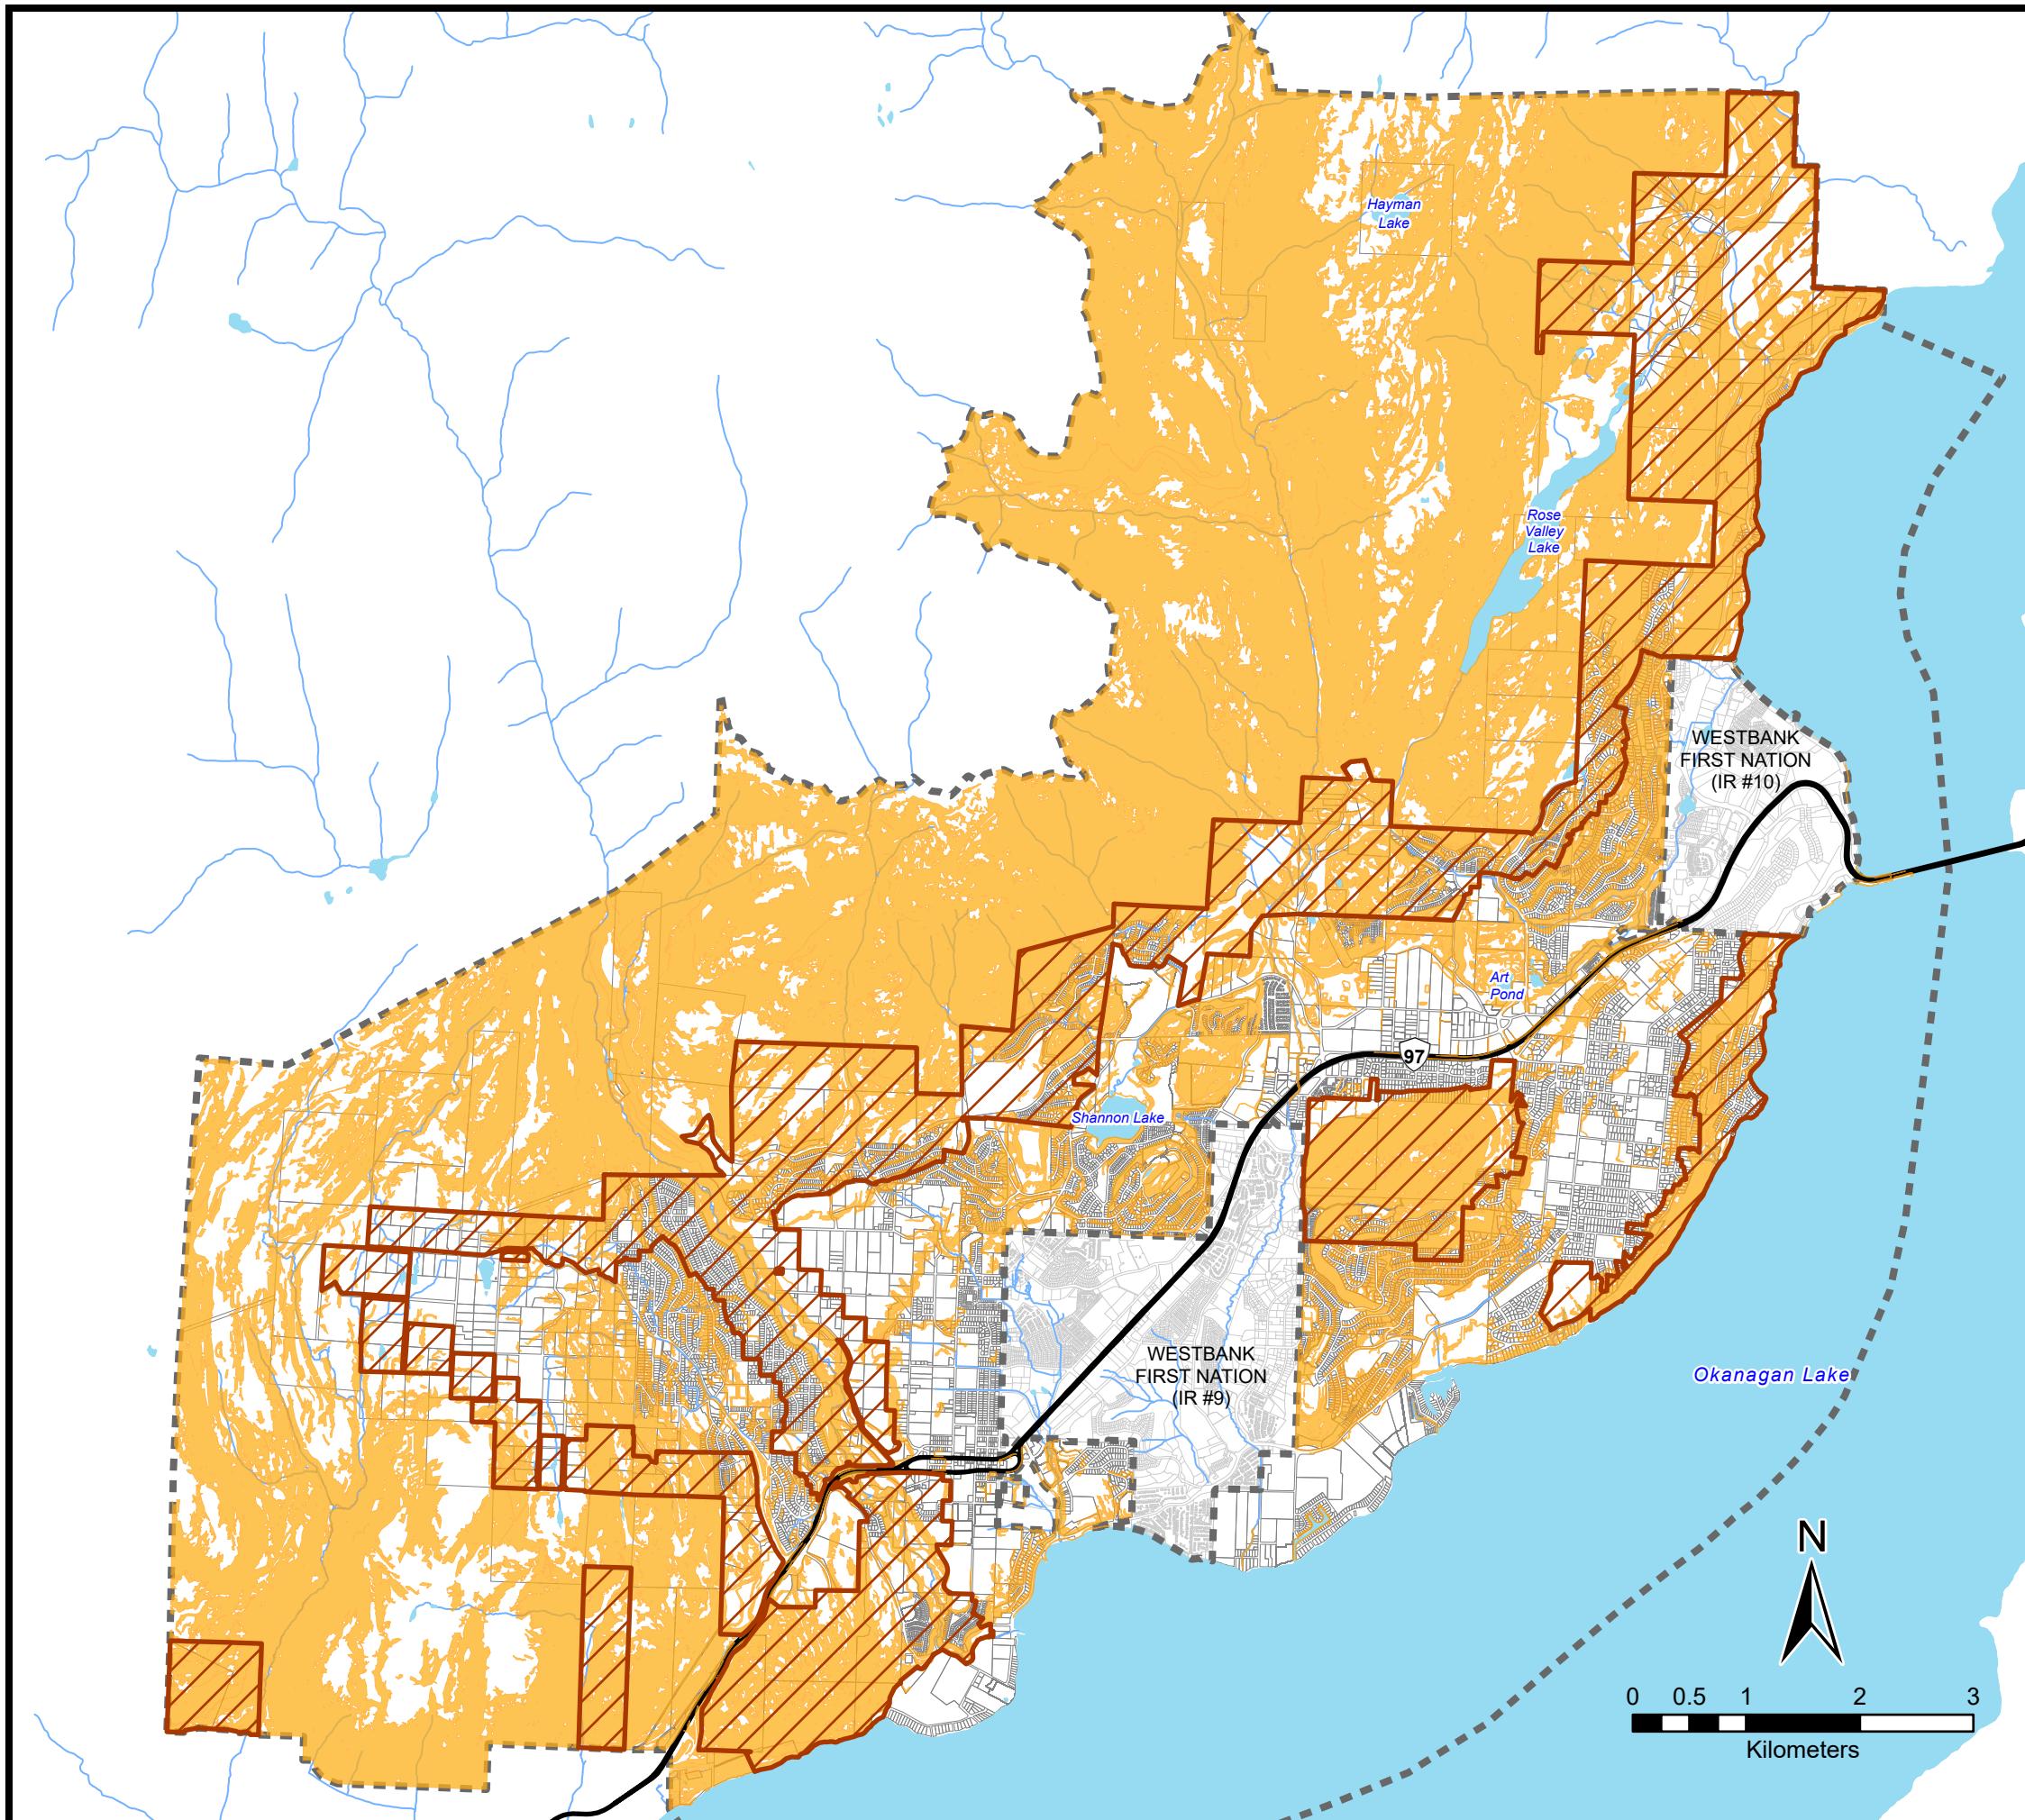 Hayman
Lake
Rose
Valley
Lake
WESTBANK
FIRST NATION
(IR #10)
Art
Pond
97
Shannon Lake
WESTBANK
FIRST NATION
(IR #9)
Okanagan Lake
N
0 0.5 1 2 3
Kilometers